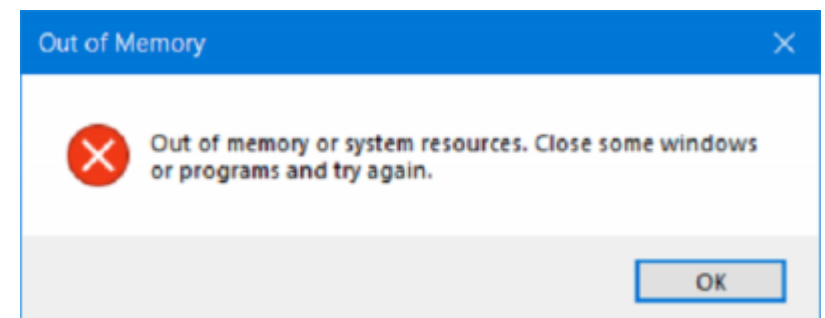 Out of Memory
Out of memory or system resources. Close some windows
or programs and try again.
OK